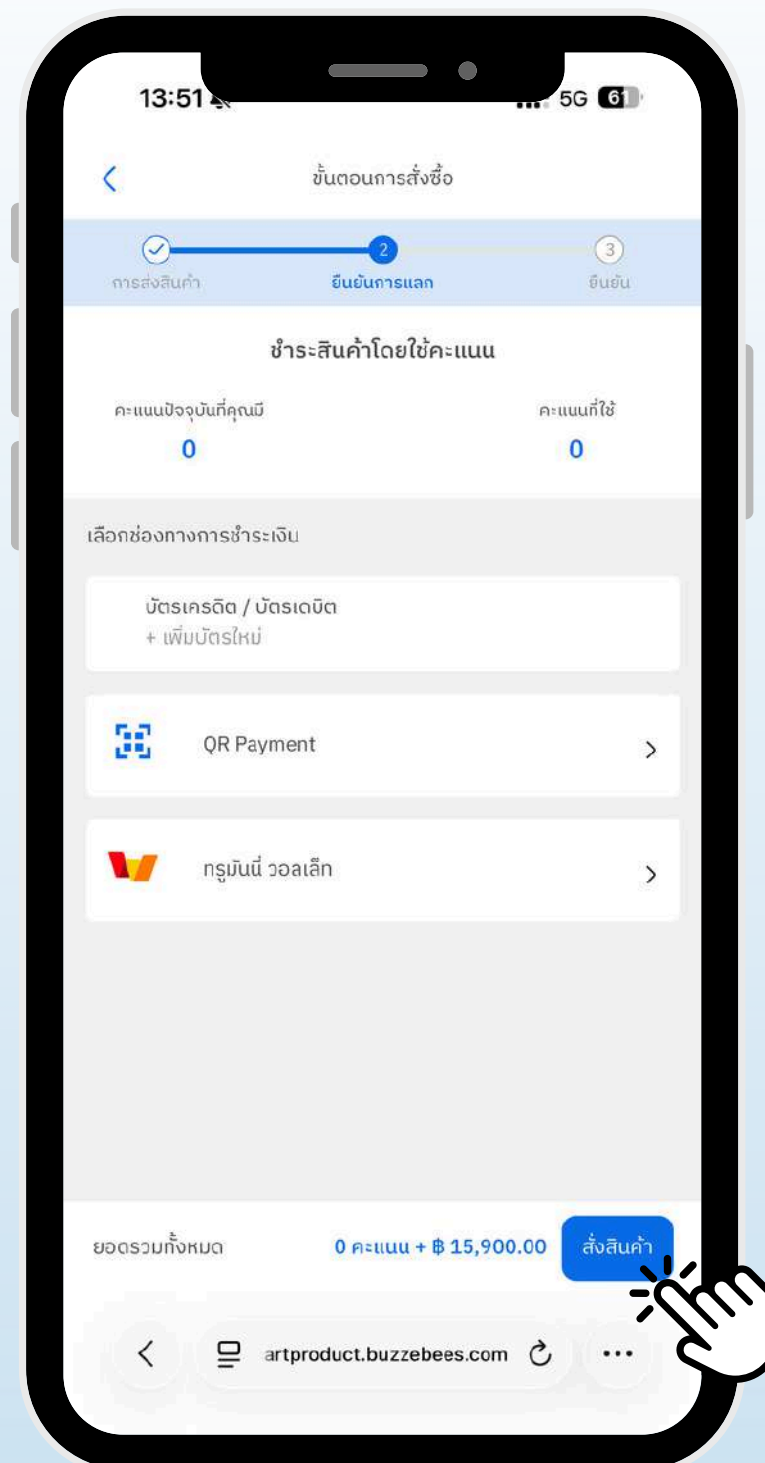 13:51
5G 61
ขั้นตอนการสั่งซื้อ
2 3
การส่งสินค้า ยืนยันการแลก ยืนยัน
ชำระสินค้าโดยใช้คะแนน
คะแนนปัจจุบันที่คุณมี คะแนนที่ใช้
0 0
เลือกช่องทางการชำระเงิน
บัตรเครดิต / บัตรเดบิต
+ เพิ่มบัตรใหม่
QR Payment
ทรูมันนี่ วอลเล็ท
ยอดรวมทั้งหมด 0 คะแนน + ฿ 15,900.00 สั่งสินค้า
artproduct.buzzebees.com